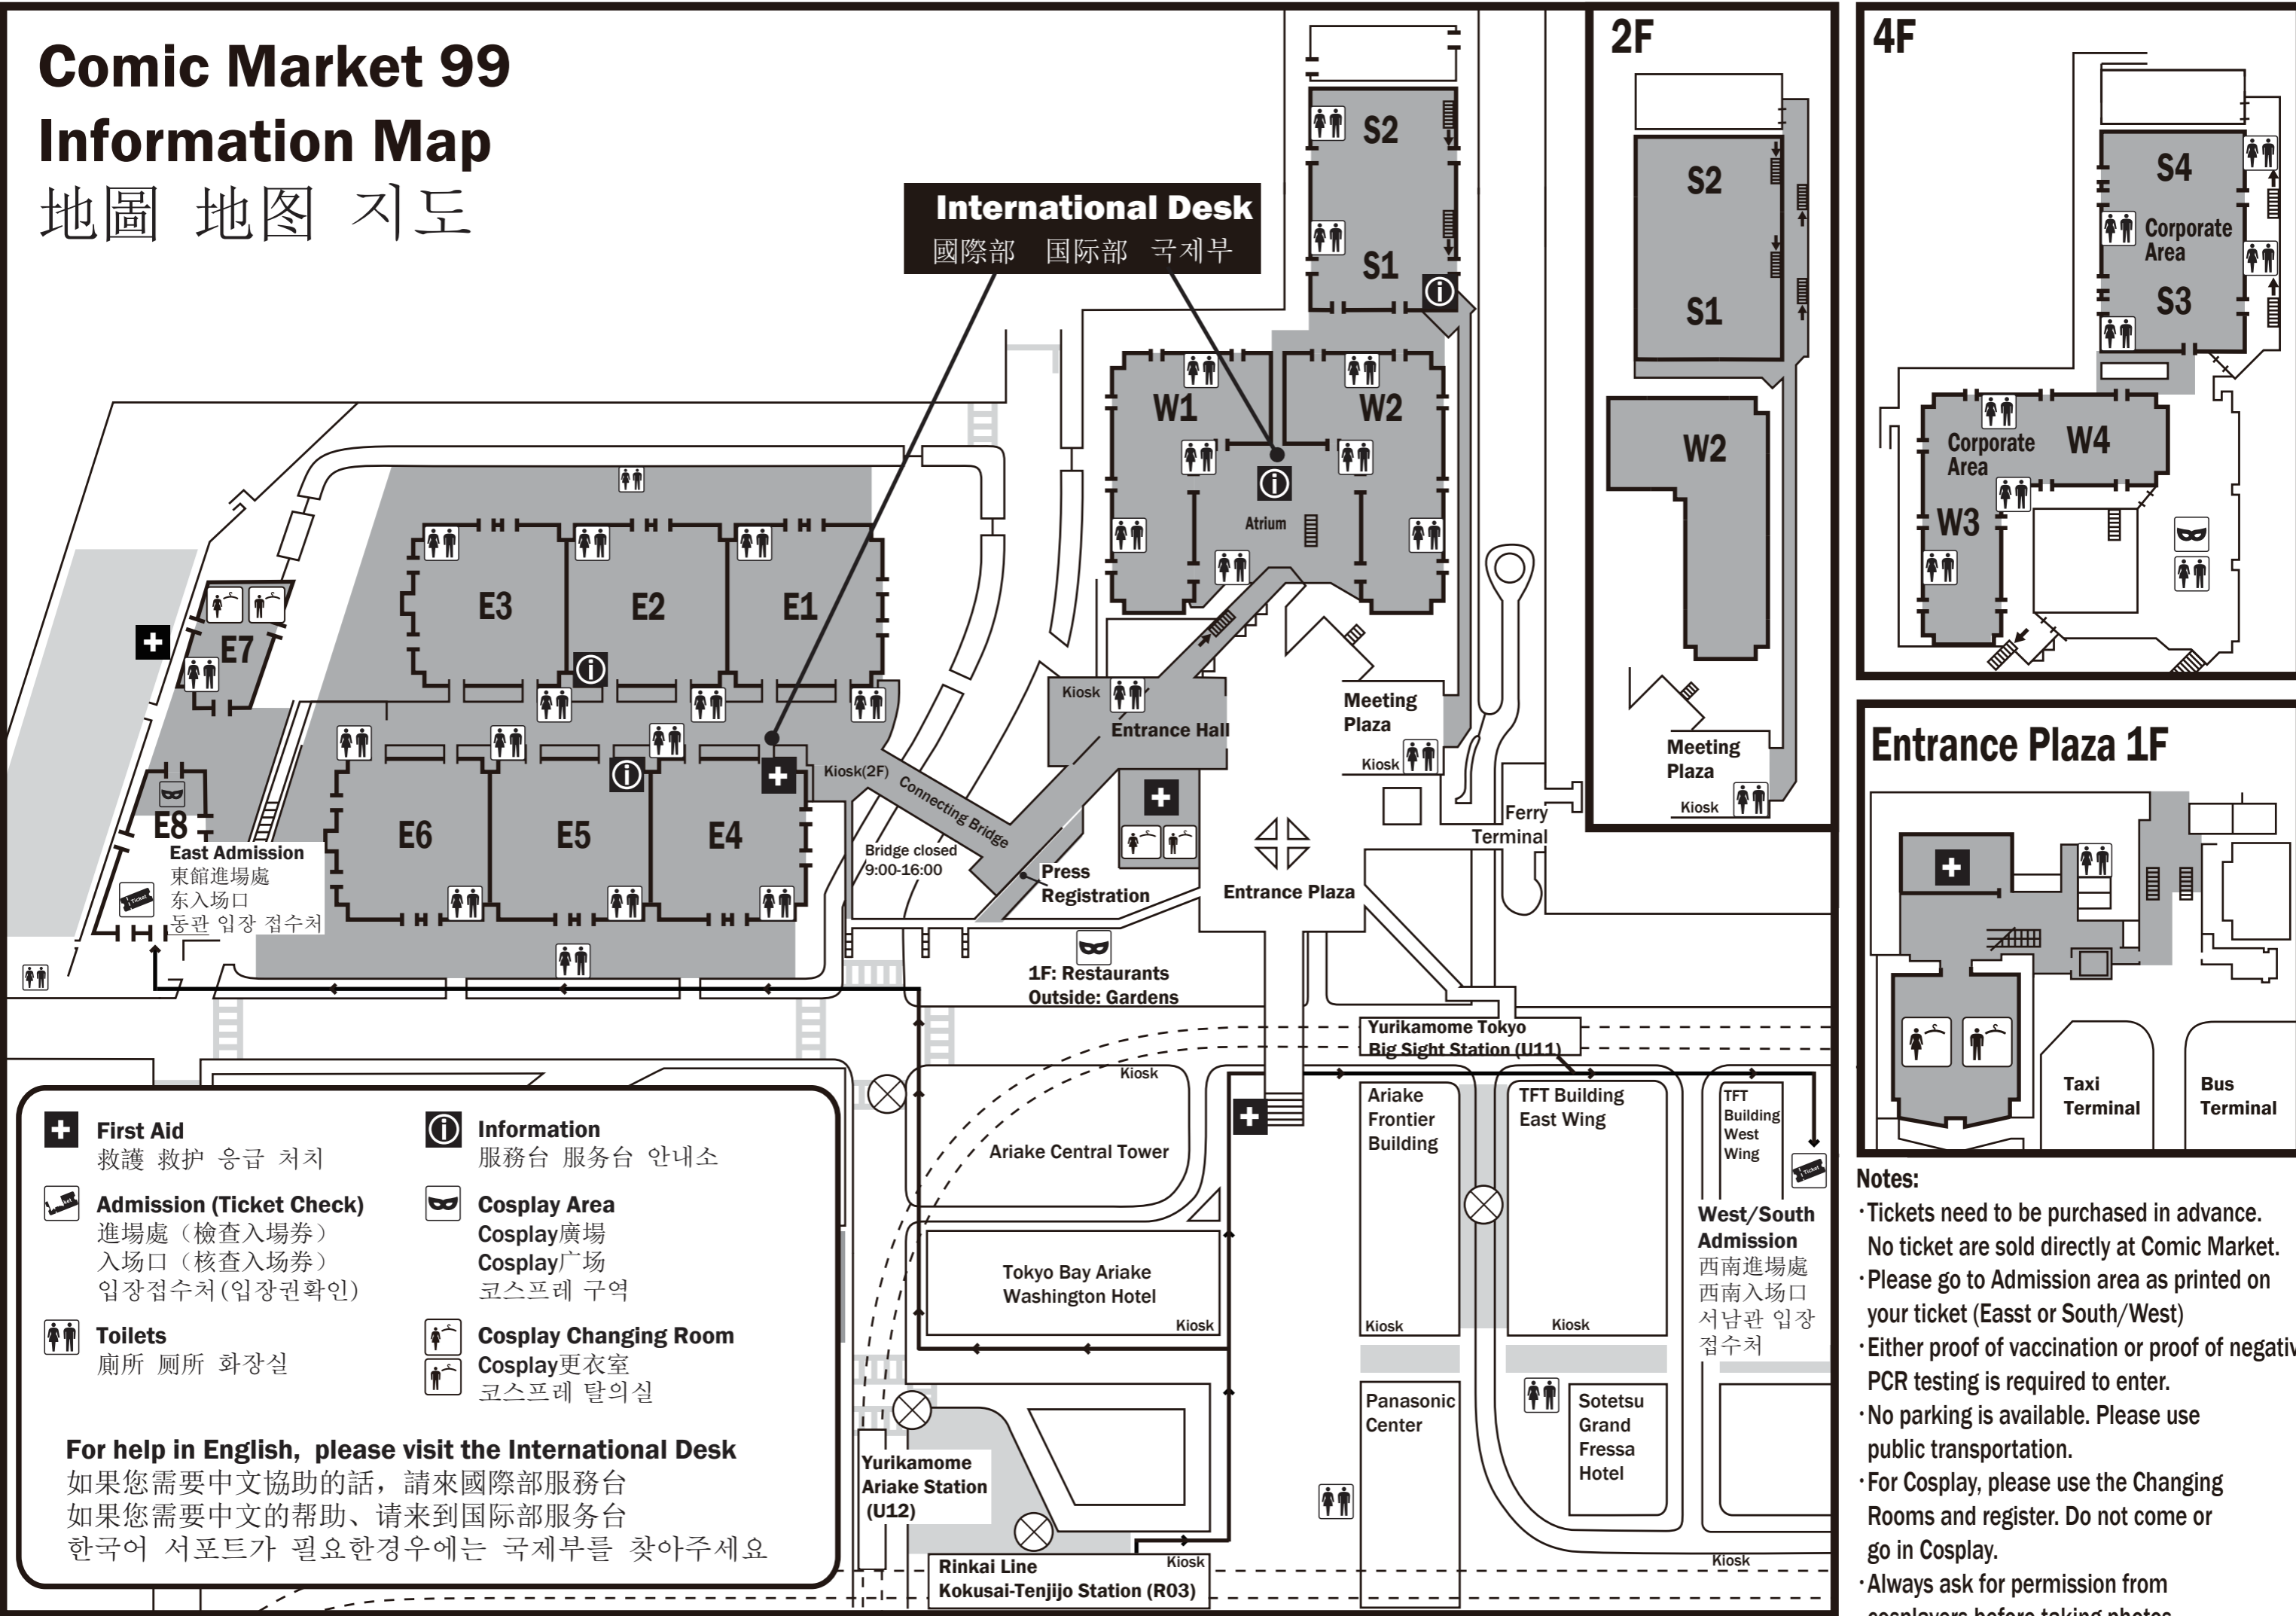 Comic Market 99
Information Map
地圖 地图 지도
International Desk
國際部 国际部 국제부
S2
S1
W1
W2
Atrium
E3
E2
E1
E7
E6
E5
E4
E8
East Admission
東館進場處
东入场口
동관 입장 접수처
Ticket
Kiosk
Entrance Hall
Kiosk(2F)
Connecting Bridge
Bridge closed
9:00-16:00
Press
Registration
Meeting
Plaza
Kiosk
Ferry
Terminal
Entrance Plaza
1F: Restaurants
Outside: Gardens
Yurikamome Tokyo
Big Sight Station (U11)
Kiosk
Ariake Central Tower
Ariake
Frontier
Building
Kiosk
TFT Building
East Wing
Kiosk
TFT
Building
West
Wing
Ticket
West/South
Admission
西南進場處
西南入场口
서남관 입장
접수처
Tokyo Bay Ariake
Washington Hotel
Kiosk
Panasonic
Center
Sotetsu
Grand
Fressa
Hotel
Kiosk
Yurikamome
Ariake Station
(U12)
Kiosk
Rinkai Line
Kokusai-Tenjijo Station (R03)
First Aid
救護 救护 응급 처치
Admission (Ticket Check)
進場處（檢查入場券）
入场口（核查入场券）
입장접수처(입장권확인)
Toilets
廁所 厕所 화장실
Information
服務台 服务台 안내소
Cosplay Area
Cosplay廣場
Cosplay广场
코스프레 구역
Cosplay Changing Room
Cosplay更衣室
코스프레 탈의실
For help in English, please visit the International Desk
如果您需要中文協助的話，請來國際部服務台
如果您需要中文的帮助、请来到国际部服务台
한국어 서포트가 필요한경우에는 국제부를 찾아주세요
2F
S2
S1
W2
Meeting
Plaza
Kiosk
4F
S4
Corporate
Area
S3
Corporate
Area
W4
W3
Entrance Plaza 1F
Taxi
Terminal
Bus
Terminal
Notes:
·Tickets need to be purchased in advance.
No ticket are sold directly at Comic Market.
·Please go to Admission area as printed on
your ticket (Easst or South/West)
·Either proof of vaccination or proof of negativ
PCR testing is required to enter.
·No parking is available. Please use
public transportation.
·For Cosplay, please use the Changing
Rooms and register. Do not come or
go in Cosplay.
·Always ask for permission from
cosplayers before taking photos